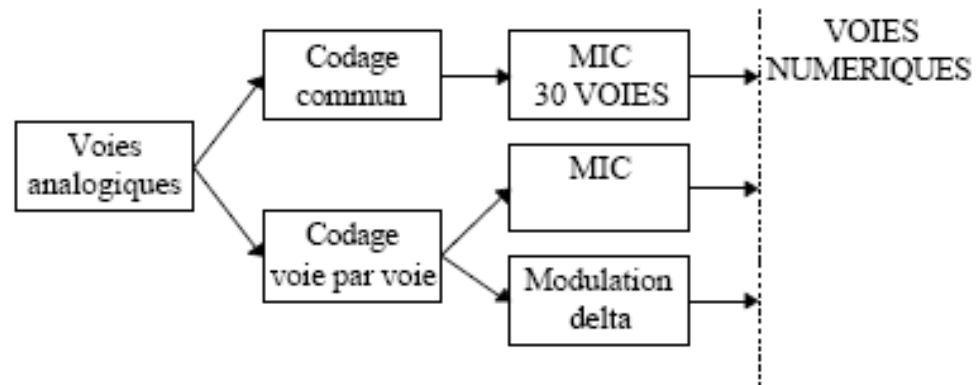 Voies
analogiques
Codage
commun
MIC
30 VOIES
VOIES
NUMERIQUES
Codage
voie par voie
MIC
Modulation
delta